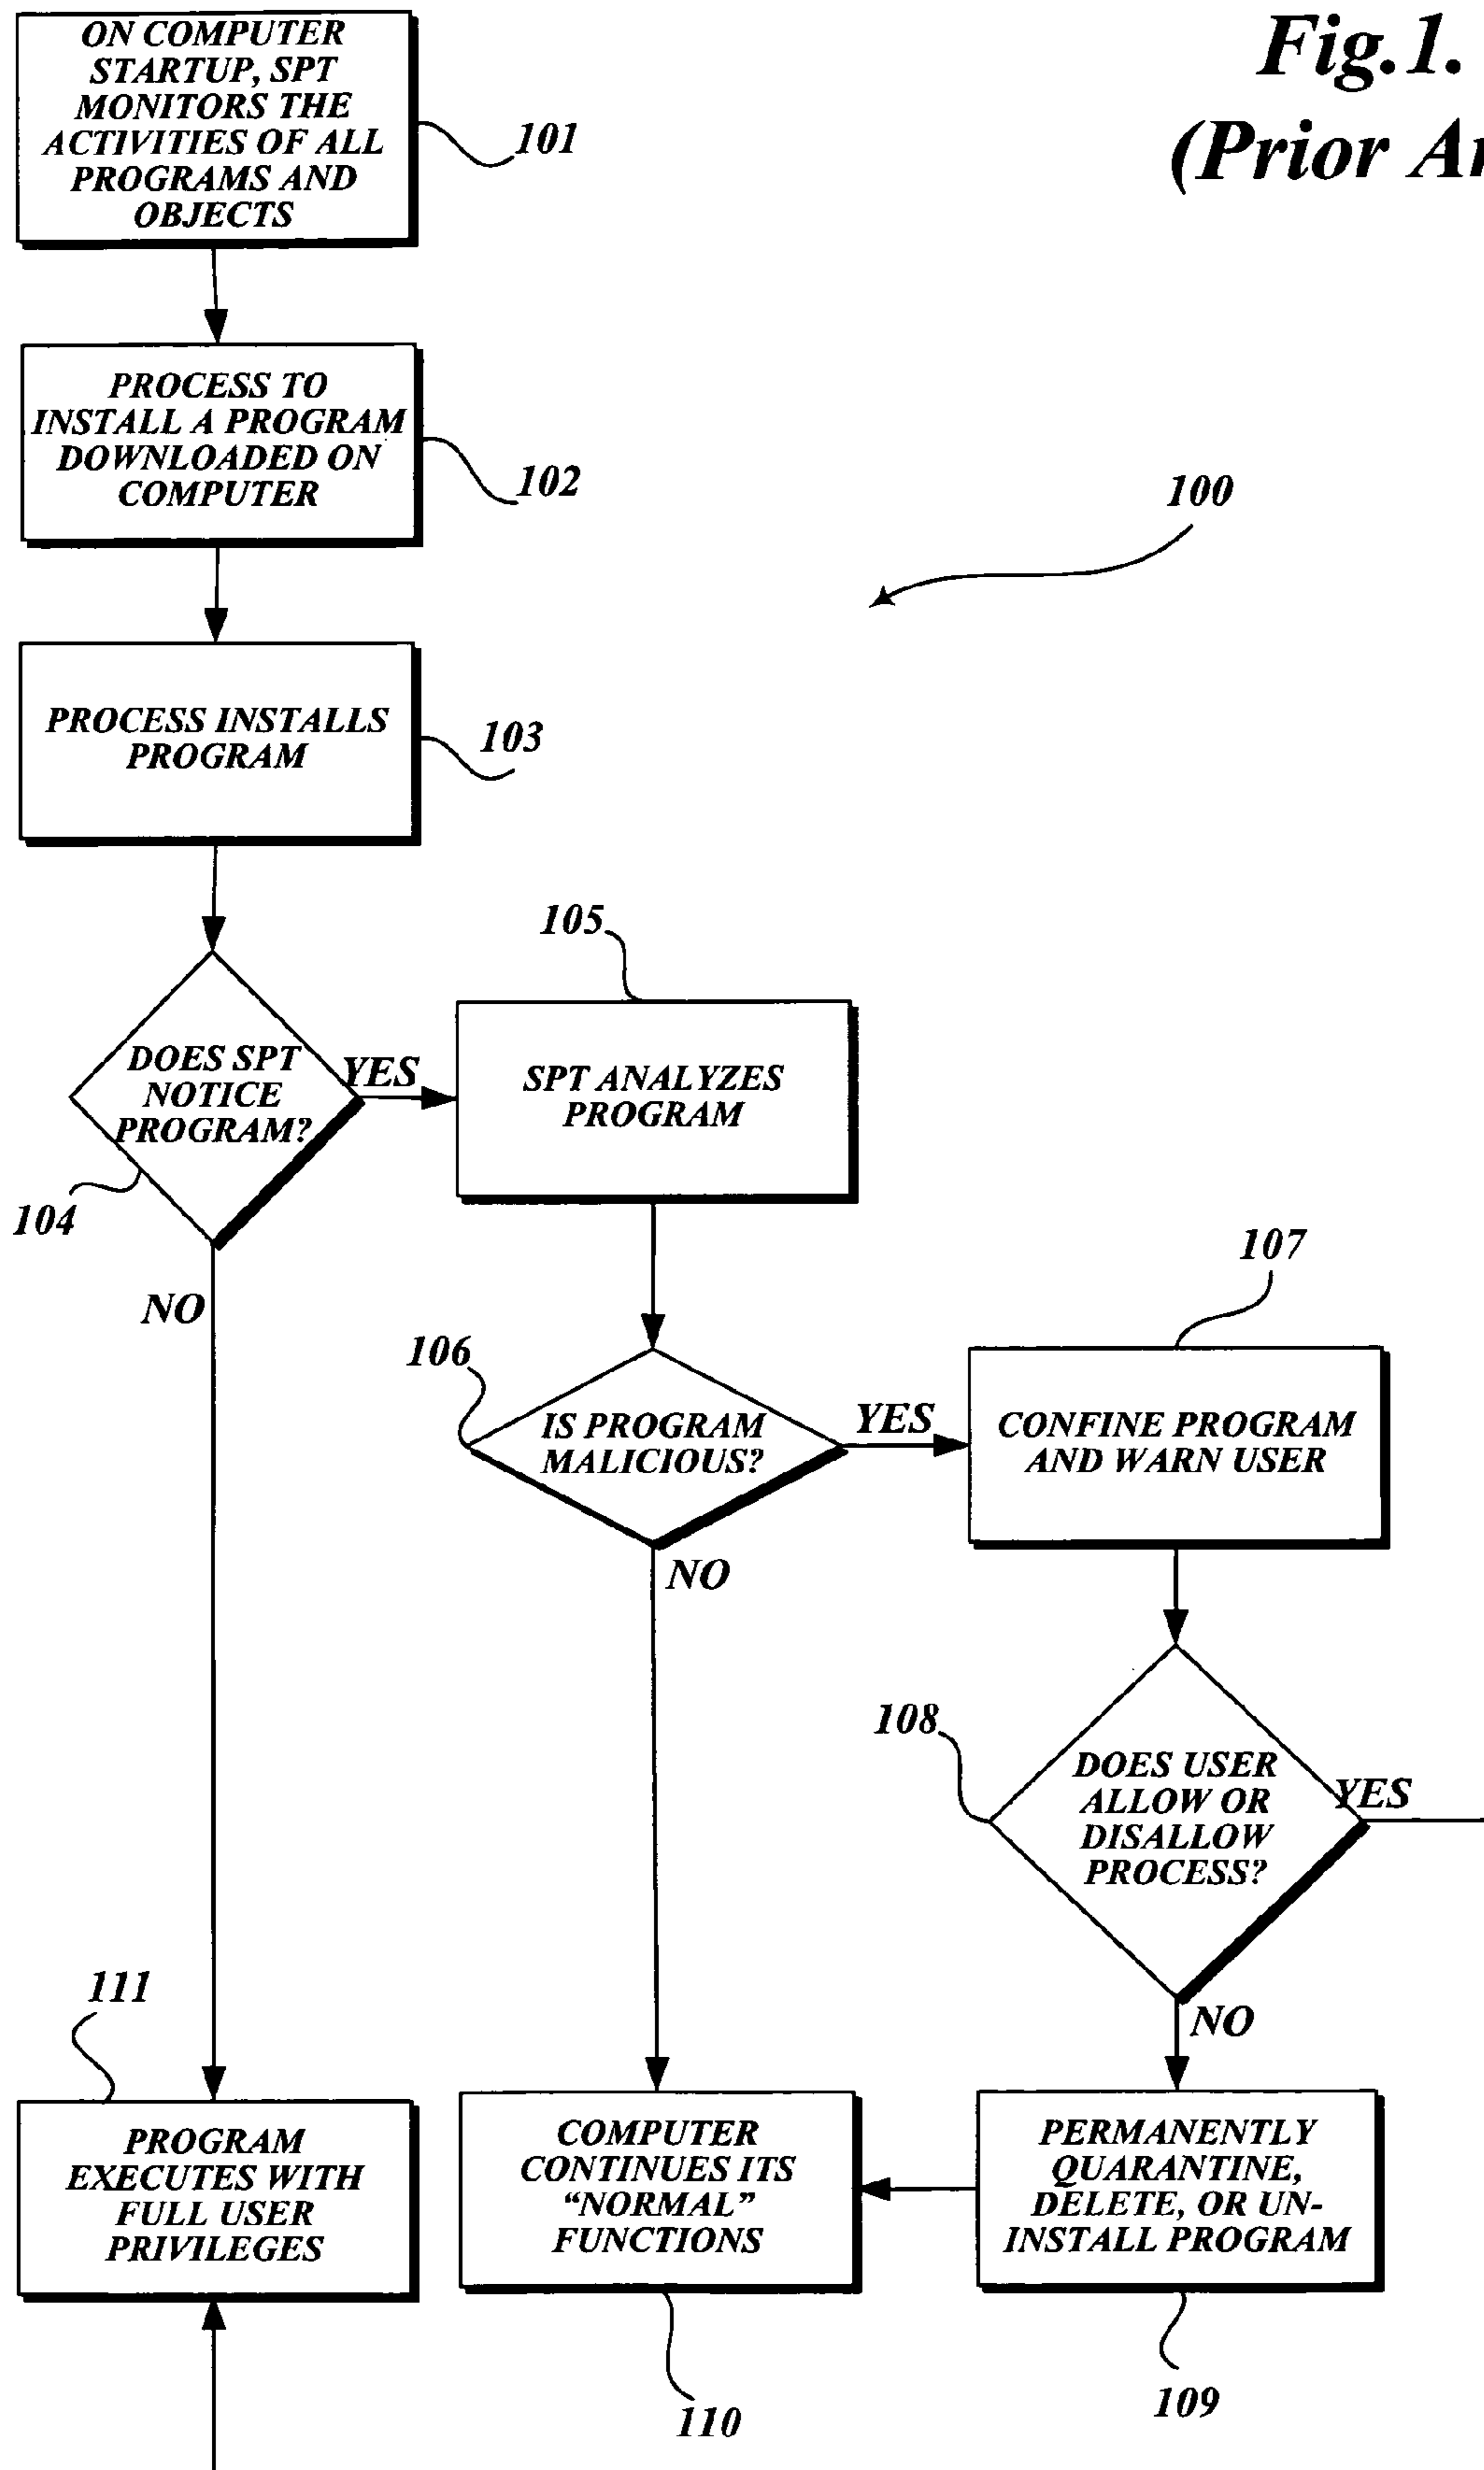 Fig.1.
(Prior Ar
ON COMPUTER
STARTUP, SPT
MONITORS THE
ACTIVITIES OF ALL
PROGRAMS AND
OBJECTS
101
PROCESS TO
INSTALL A PROGRAM
DOWNLOADED ON
COMPUTER
102
100
PROCESS INSTALLS
PROGRAM
103
DOES SPT
NOTICE
PROGRAM?
104
YES
NO
105
SPT ANALYZES
PROGRAM
106
IS PROGRAM
MALICIOUS?
YES
NO
107
CONFINE PROGRAM
AND WARN USER
108
DOES USER
ALLOW OR
DISALLOW
PROCESS?
YES
NO
111
PROGRAM
EXECUTES WITH
FULL USER
PRIVILEGES
COMPUTER
CONTINUES ITS
“NORMAL”
FUNCTIONS
110
PERMANENTLY
QUARANTINE,
DELETE, OR UN-
INSTALL PROGRAM
109